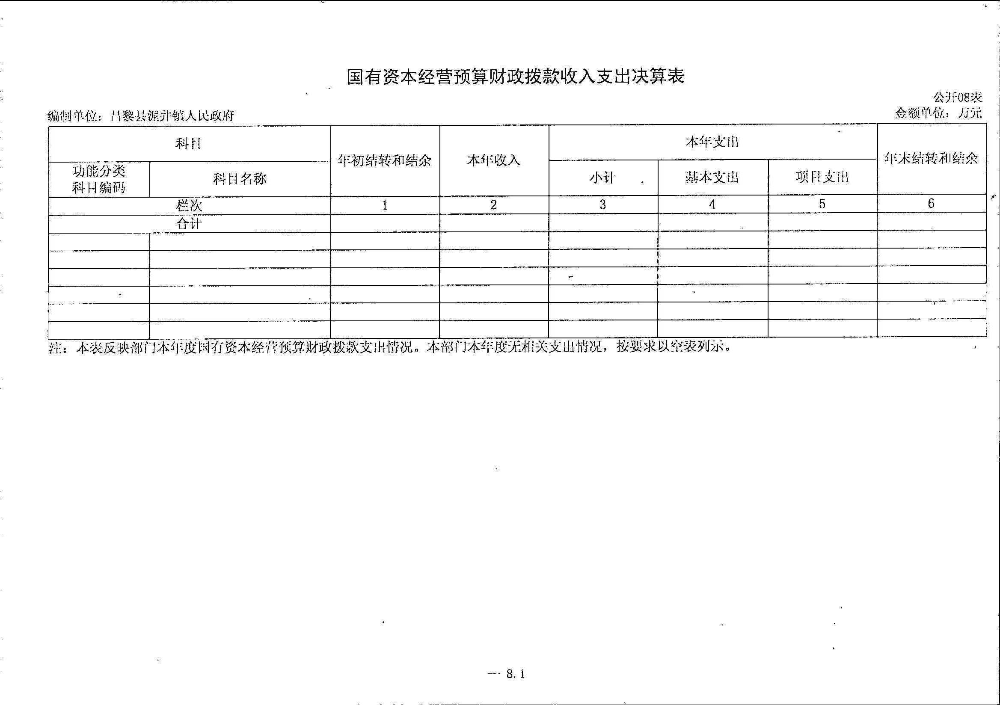 国有资本经营预算财政拨款收入支出决算表
公开08表
编制单位：昌黎县泥井镇人民政府 金额单位：万元
科目 年初结转和结余 本年收入 本年支出 年末结转和结余
功能分类
科目编码
科目名称 小计 基本支出 项目支出
栏次 1 2 3 4 5 6
合计
注：本表反映部门本年度国有资本经营预算财政拨款支出情况。本部门本年度无相关支出情况，按要求以空表列示。
— 8.1